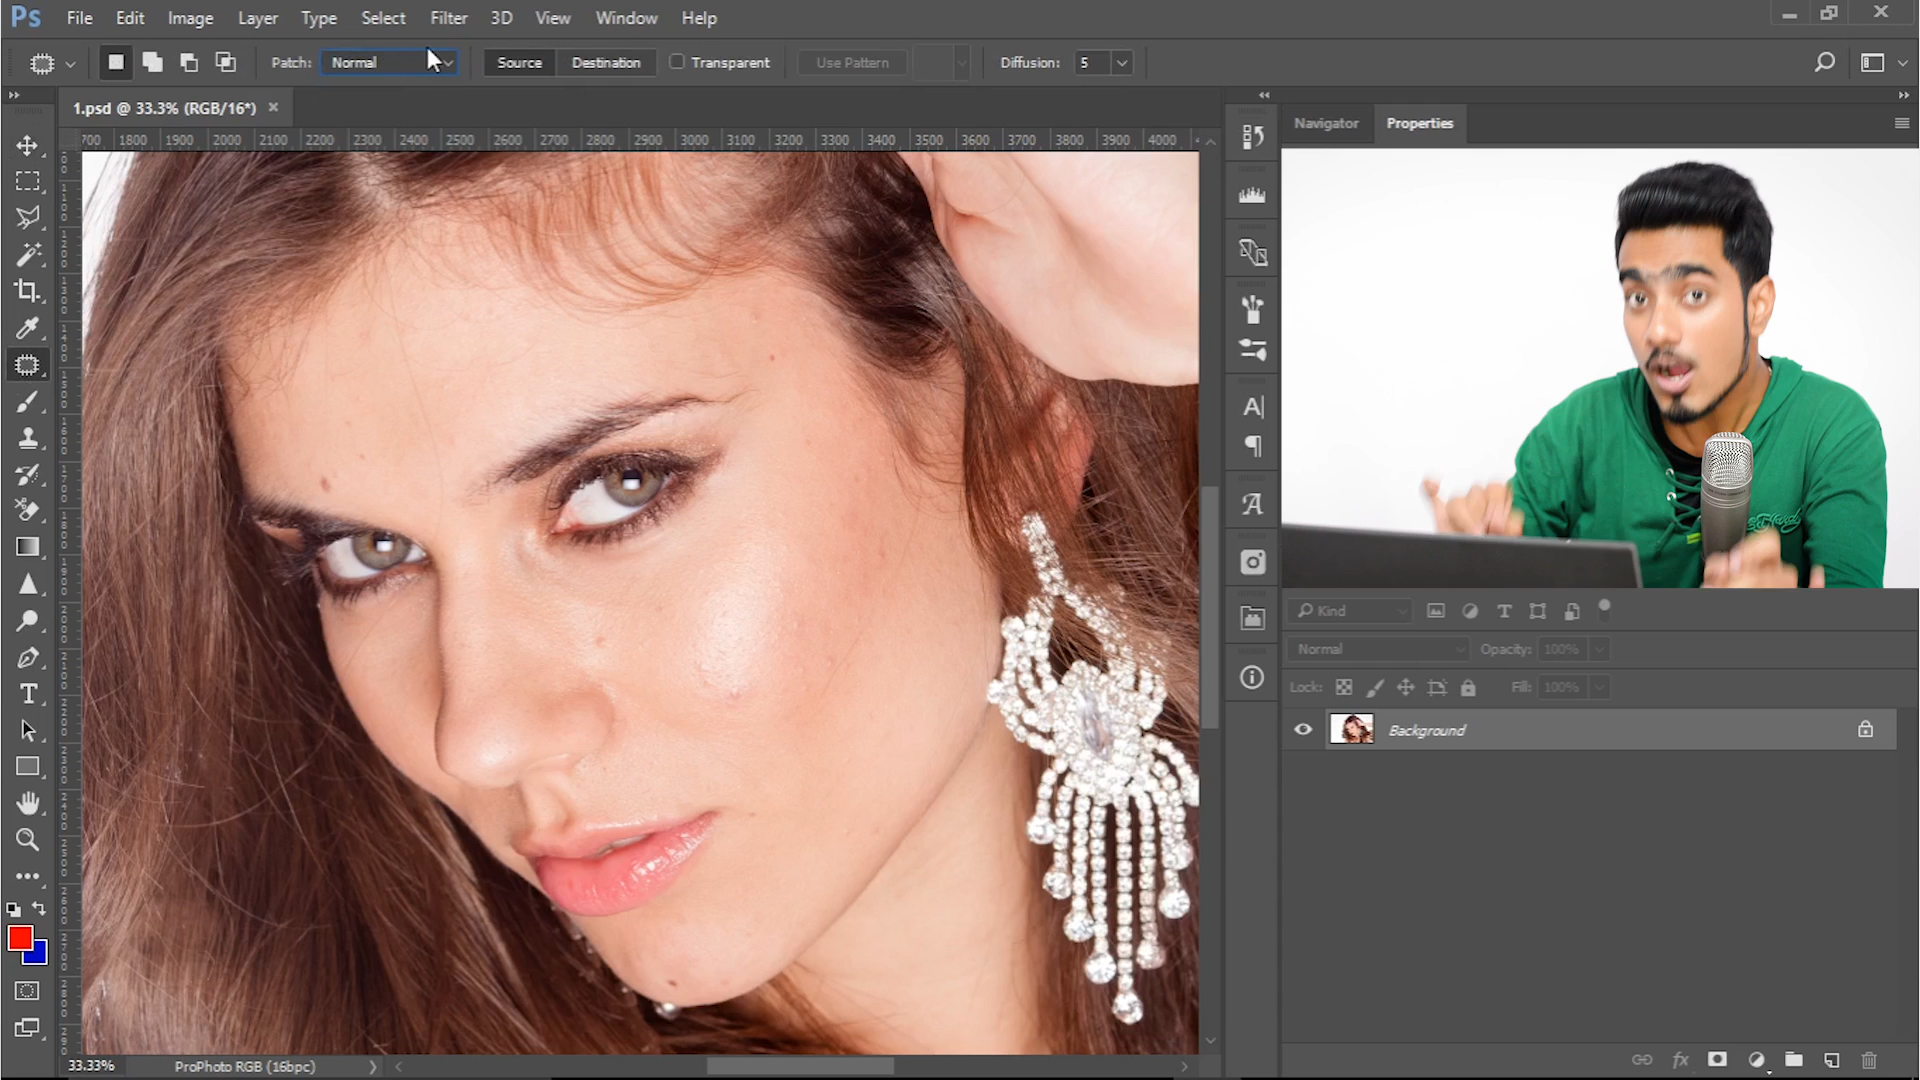 Ps File Edit Image Layer Type Select Filter 3D View Window Help
Patch: Normal Source Destination Transparent Use Pattern Diffusion: 5
1.psd @ 33.3% (RGB/16*) ×
Navigator Properties
700 1800 1900 2000 2100 2200 2300 2400 2500 2600 2700 2800 2900 3000 3100 3200 3300 3400 3500 3600 3700 3800 3900 4000
Kind
Normal Opacity: 100%
Lock: Fill: 100%
Background
33.33% ProPhoto RGB (16bpc)